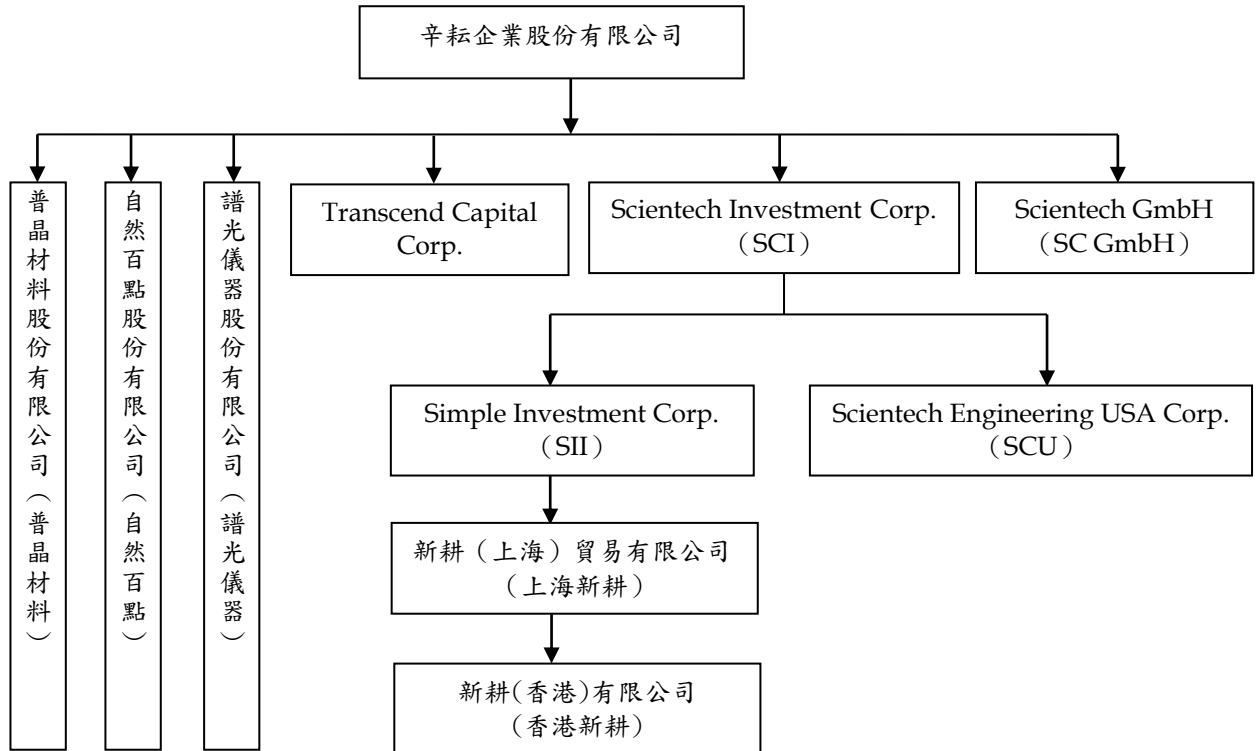 辛耘企業股份有限公司
普晶材料股份有限公司（普晶材料）
自然百點股份有限公司（自然百點）
譜光儀器股份有限公司（譜光儀器）
Transcend Capital
Corp.
Scientech Investment Corp.
（SCI）
Scientech GmbH
（SC GmbH）
Simple Investment Corp.
（SII）
Scientech Engineering USA Corp.
（SCU）
新耕（上海）貿易有限公司
（上海新耕）
新耕(香港)有限公司
(香港新耕)